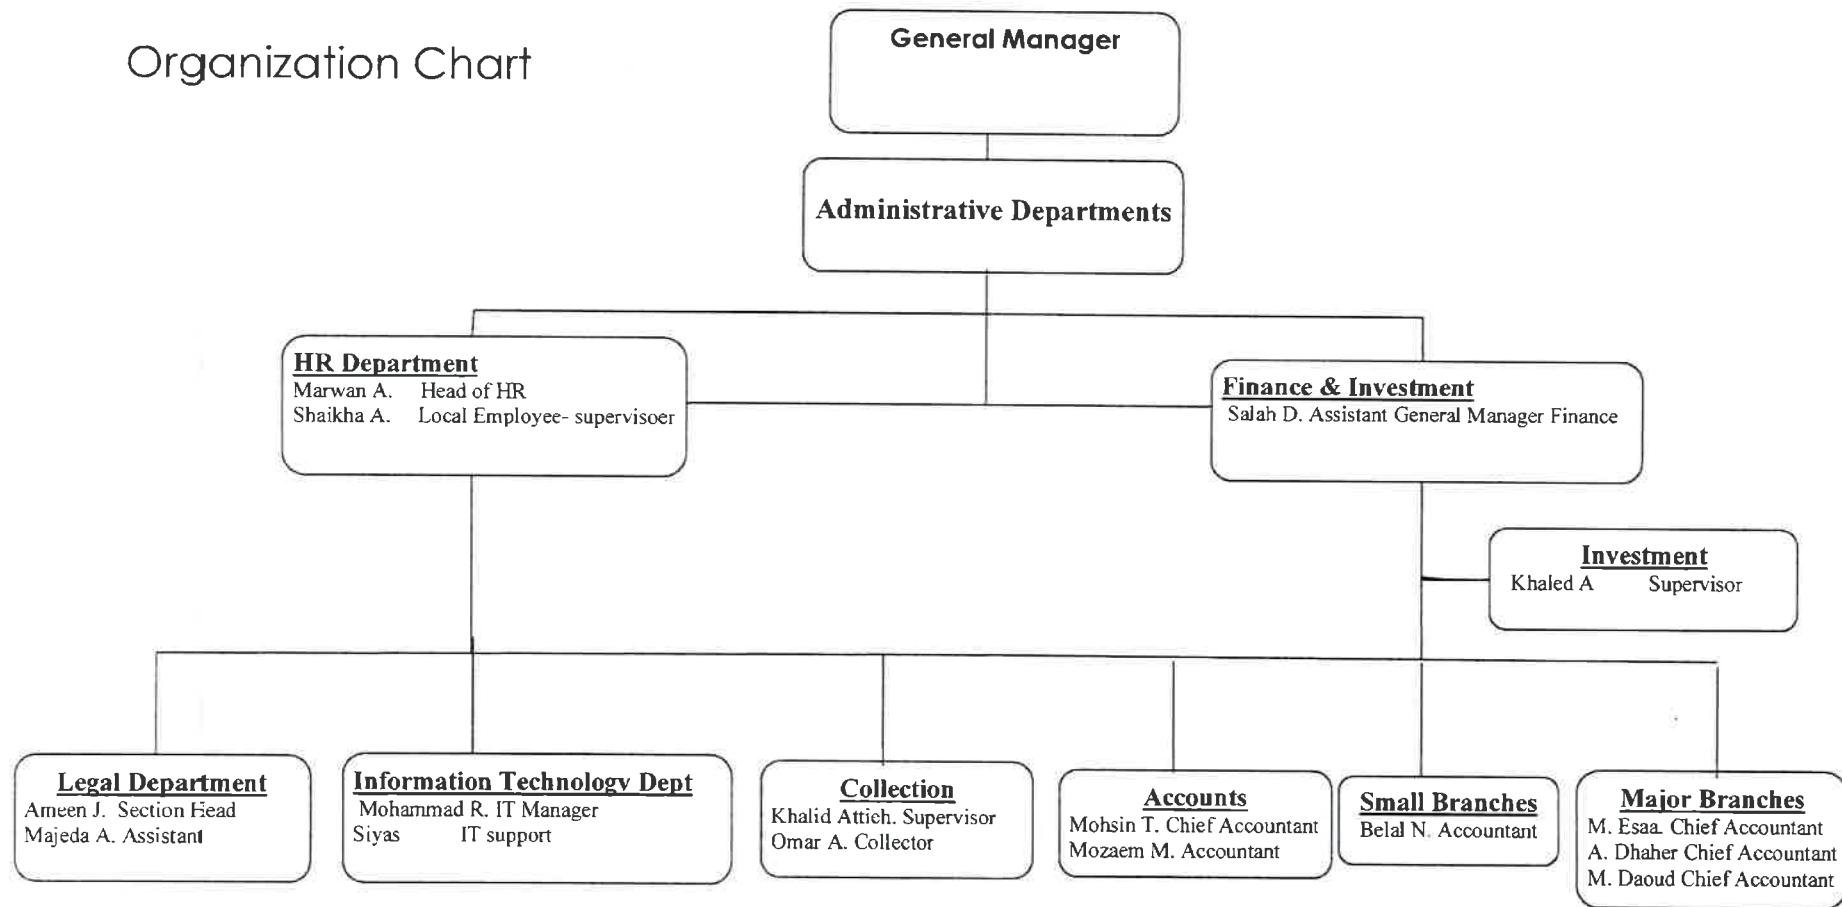 Organization Chart
General Manager
Administrative Departments
HR Department
Marwan A. Head of HR
Shaikha A. Local Employee- supervisoer
Finance & Investment
Salah D. Assistant General Manager Finance
Investment
Khaled A Supervisor
Legal Department
Ameen J. Section Head
Majeda A. Assistant
Information Technology Dept
Mohammad R. IT Manager
Siyas IT support
Collection
Khalid Attieh. Supervisor
Omar A. Collector
Accounts
Mohsin T. Chief Accountant
Mozaem M. Accountant
Small Branches
Belal N. Accountant
Major Branches
M. Esaa. Chief Accountant
A. Dhaher Chief Accountant
M. Daoud Chief Accountant